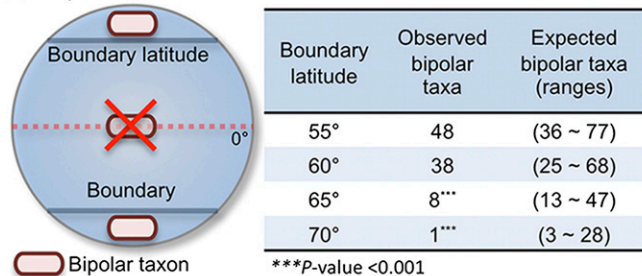 Boundary latitude
0°
Boundary
Bipolar taxon
Boundary latitude Observed bipolar taxa Expected bipolar taxa (ranges)
55° 48 (36 ~ 77)
60° 38 (25 ~ 68)
65° 8*** (13 ~ 47)
70° 1*** (3 ~ 28)
***P-value <0.001